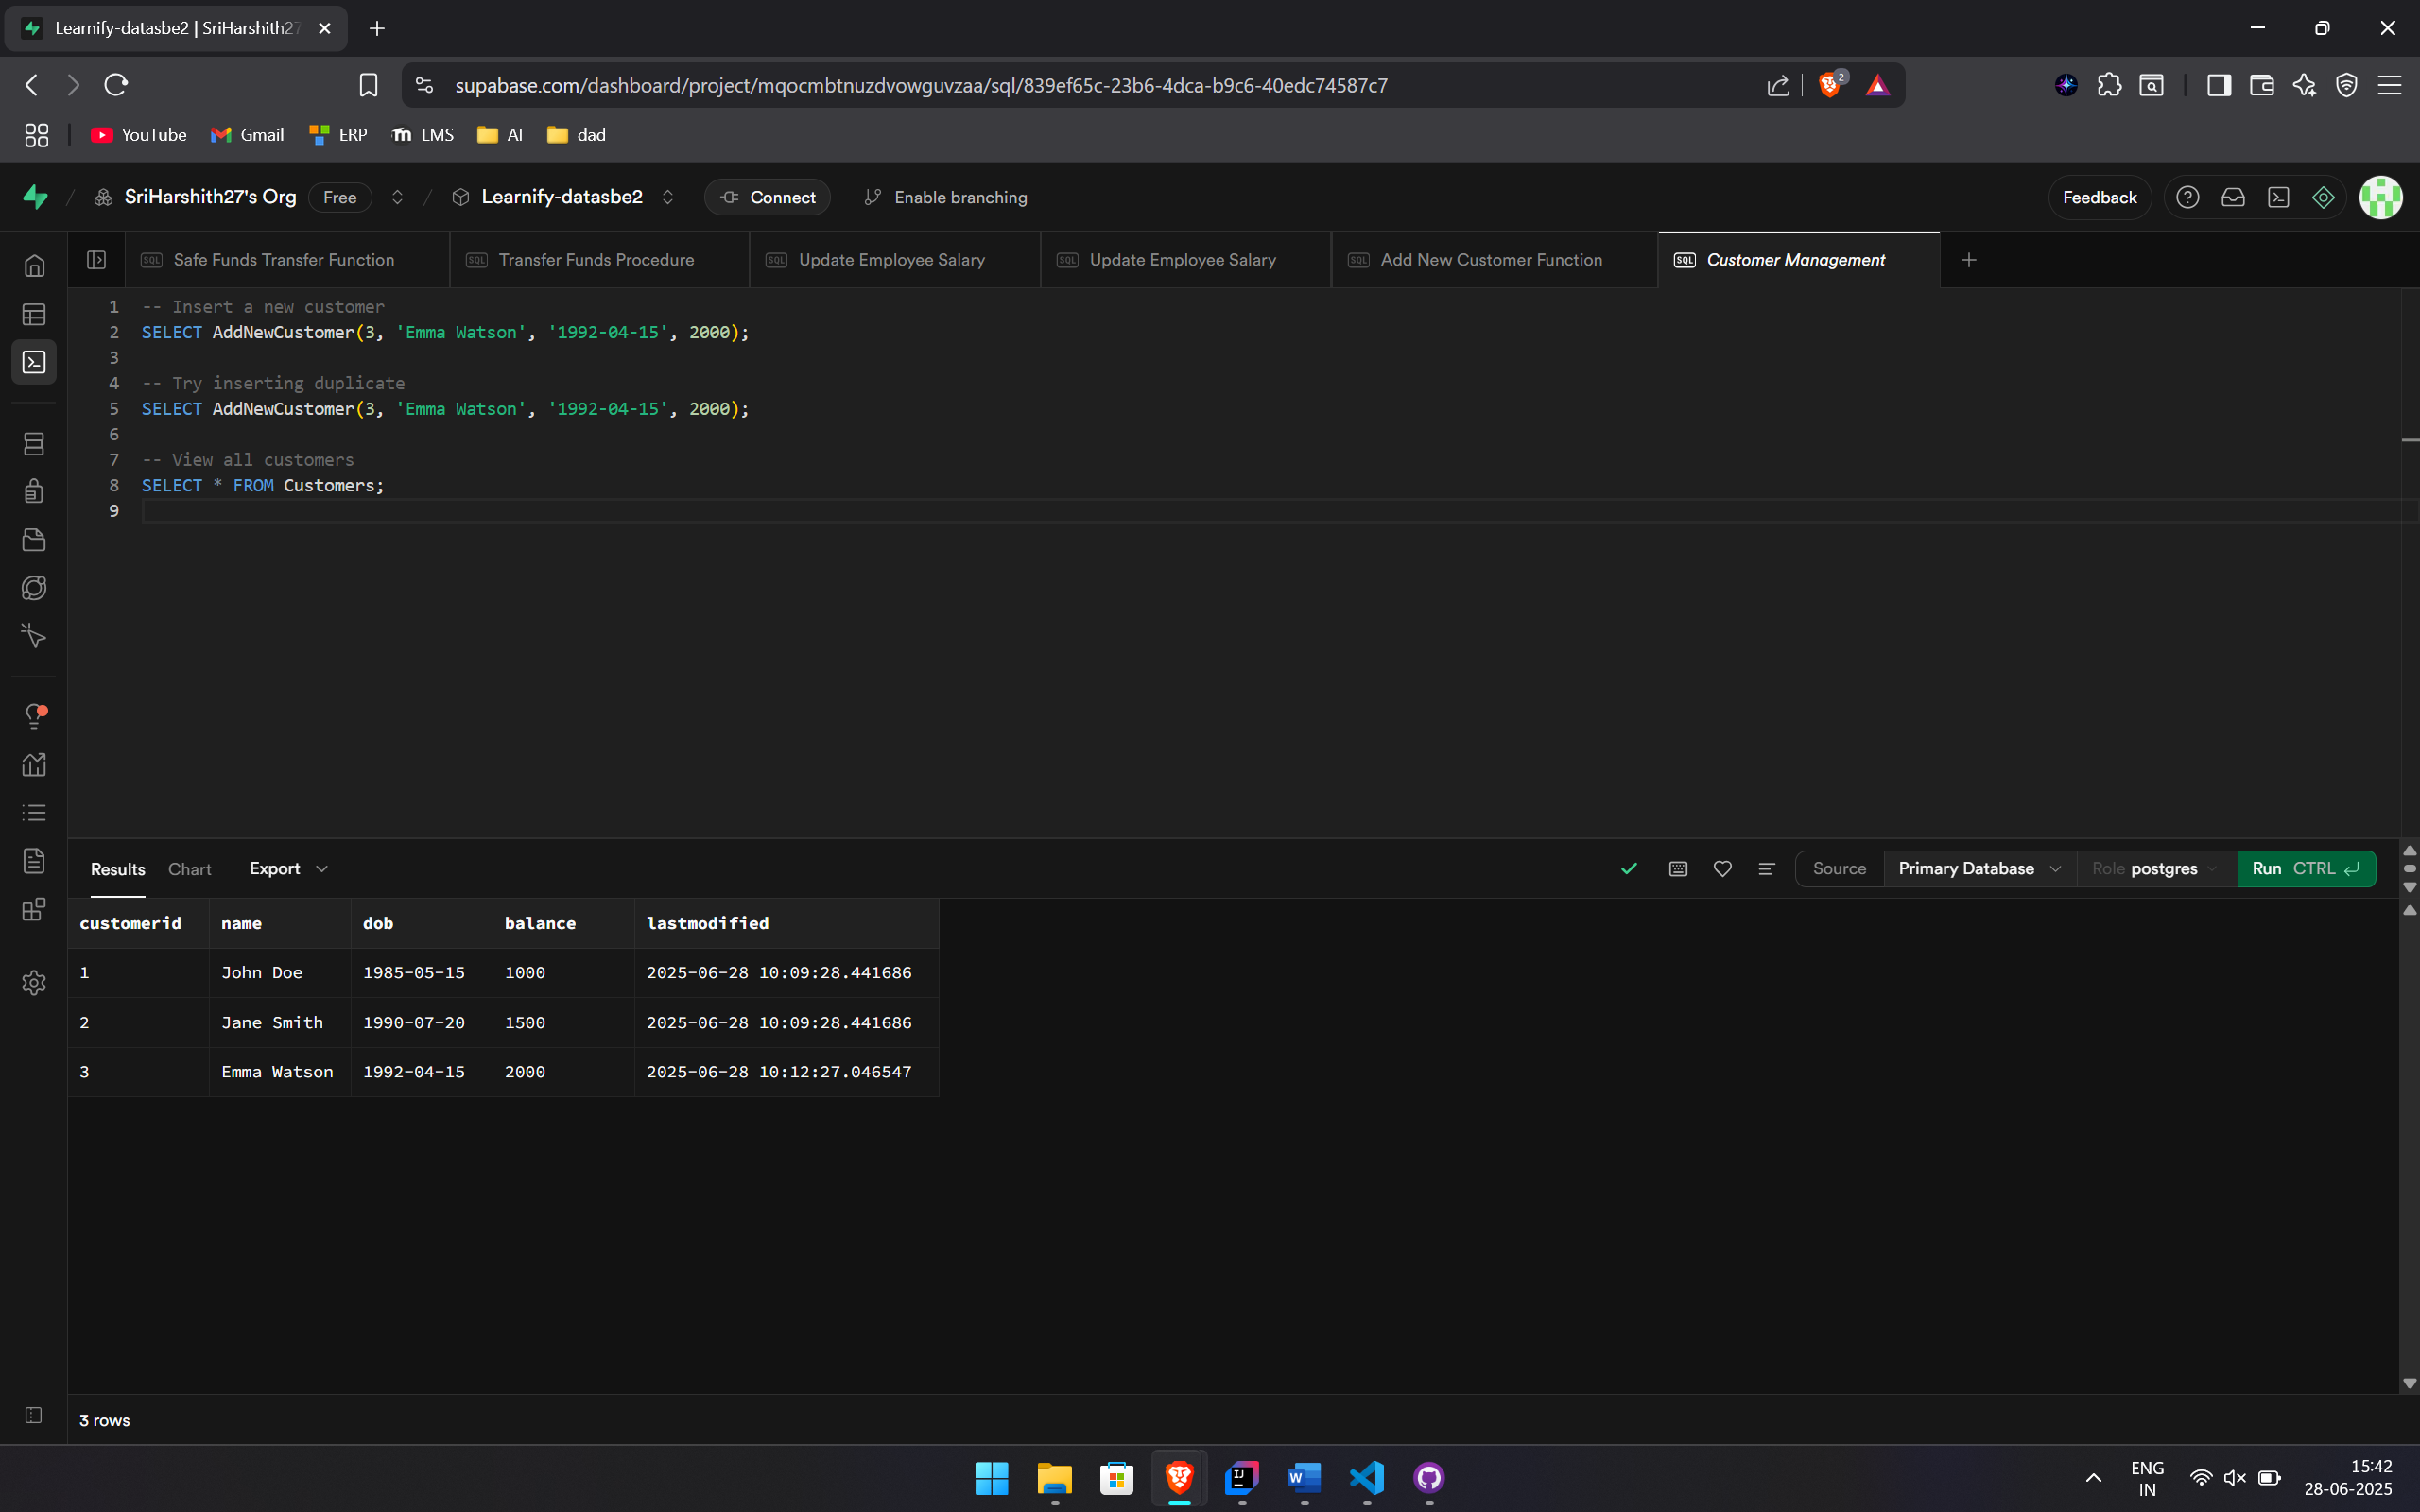 Learnify-datasbe2 | SriHarshith27
supabase.com/dashboard/project/mqocmbtnuzdvowguvzaa/sql/839ef65c-23b6-4dca-b9c6-40edc74587c7
2
YouTube Gmail ERP LMS AI dad
SriHarshith27's Org Free Learnify-datasbe2 Connect Enable branching Feedback
SQL Safe Funds Transfer Function SQL Transfer Funds Procedure SQL Update Employee Salary SQL Update Employee Salary SQL Add New Customer Function SQL Customer Management
1 -- Insert a new customer
2 SELECT AddNewCustomer(3, 'Emma Watson', '1992-04-15', 2000);
3
4 -- Try inserting duplicate
5 SELECT AddNewCustomer(3, 'Emma Watson', '1992-04-15', 2000);
6
7 -- View all customers
8 SELECT * FROM Customers;
9
Results Chart Export Source Primary Database Role postgres Run CTRL
customerid name dob balance lastmodified
1 John Doe 1985-05-15 1000 2025-06-28 10:09:28.441686
2 Jane Smith 1990-07-20 1500 2025-06-28 10:09:28.441686
3 Emma Watson 1992-04-15 2000 2025-06-28 10:12:27.046547
3 rows
IJ W
ENG 15:42
IN 28-06-2025